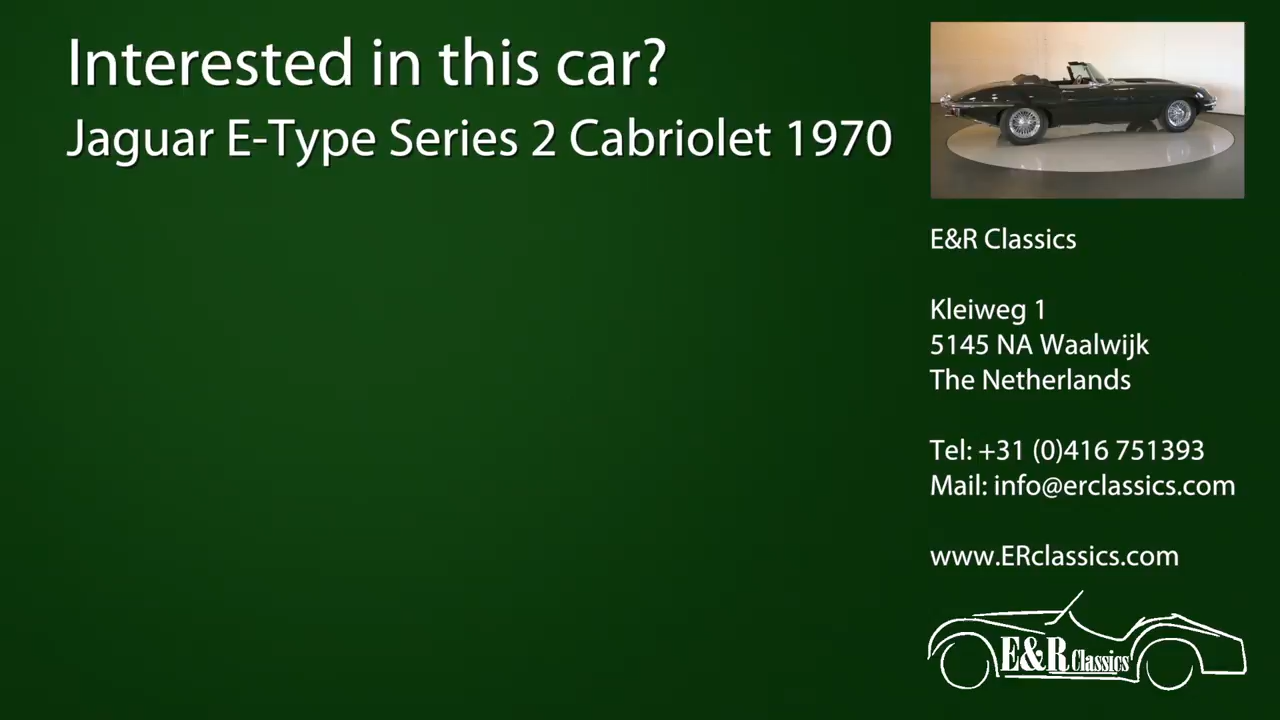 Interested in this car?
Jaguar E-Type Series 2 Cabriolet 1970
E&R Classics
Kleiweg 1
5145 NA Waalwijk
The Netherlands
Tel: +31 (0)416 751393
Mail: info@erclassics.com
www.ERclassics.com
E&R Classics